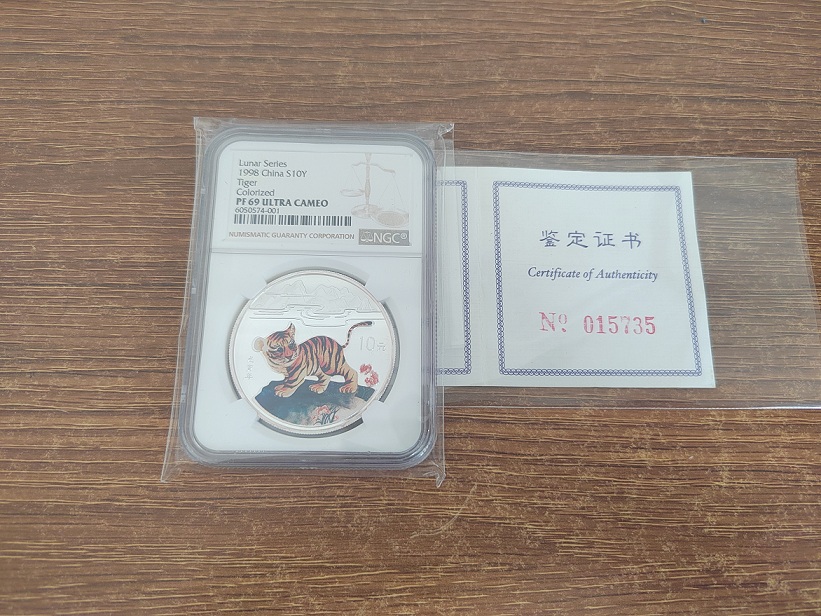 Lunar Series
1998 China S10Y
Tiger
Colorized
PF 69 ULTRA CAMEO
6050574-001
NUMISMATIC GUARANTY CORPORATION
NGC®
10元
鉴定证书
Certificate of Authenticity
Nº 015735